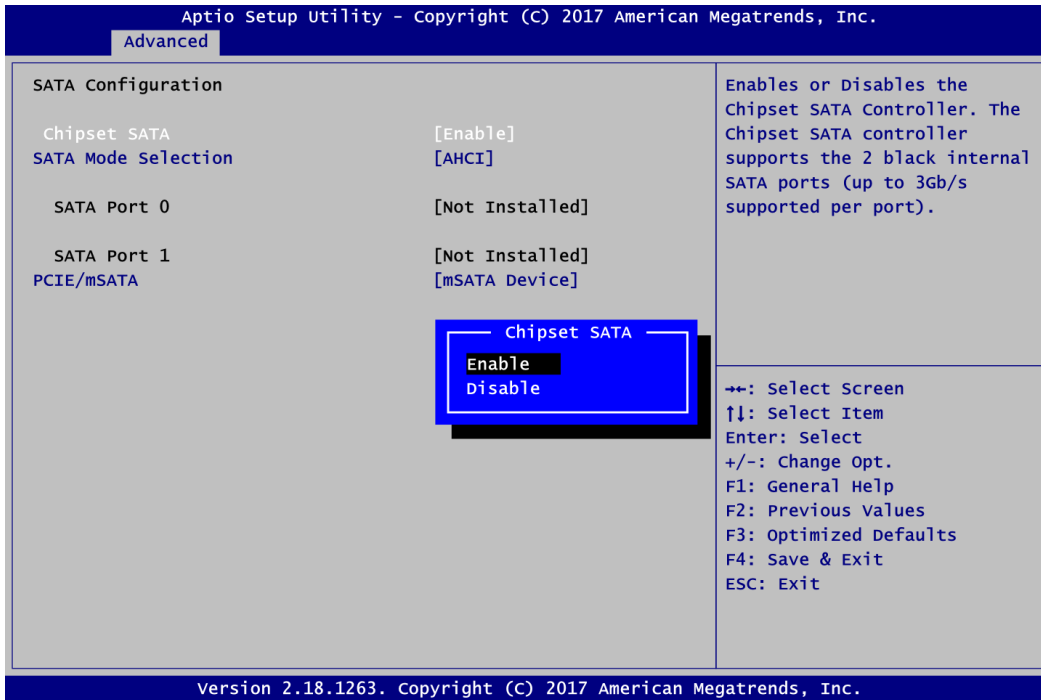 Aptio Setup Utility - Copyright (C) 2017 American Megatrends, Inc.
Advanced
SATA Configuration
Chipset SATA [Enable]
SATA Mode Selection [AHCI]
SATA Port 0 [Not Installed]
SATA Port 1 [Not Installed]
PCIE/mSATA [mSATA Device]
Chipset SATA
Enable
Disable
Enables or Disables the
Chipset SATA Controller. The
Chipset SATA controller
supports the 2 black internal
SATA ports (up to 3Gb/s
supported per port).
→←: Select Screen
↑↓: Select Item
Enter: Select
+/-: Change Opt.
F1: General Help
F2: Previous Values
F3: Optimized Defaults
F4: Save & Exit
ESC: Exit
Version 2.18.1263. Copyright (C) 2017 American Megatrends, Inc.